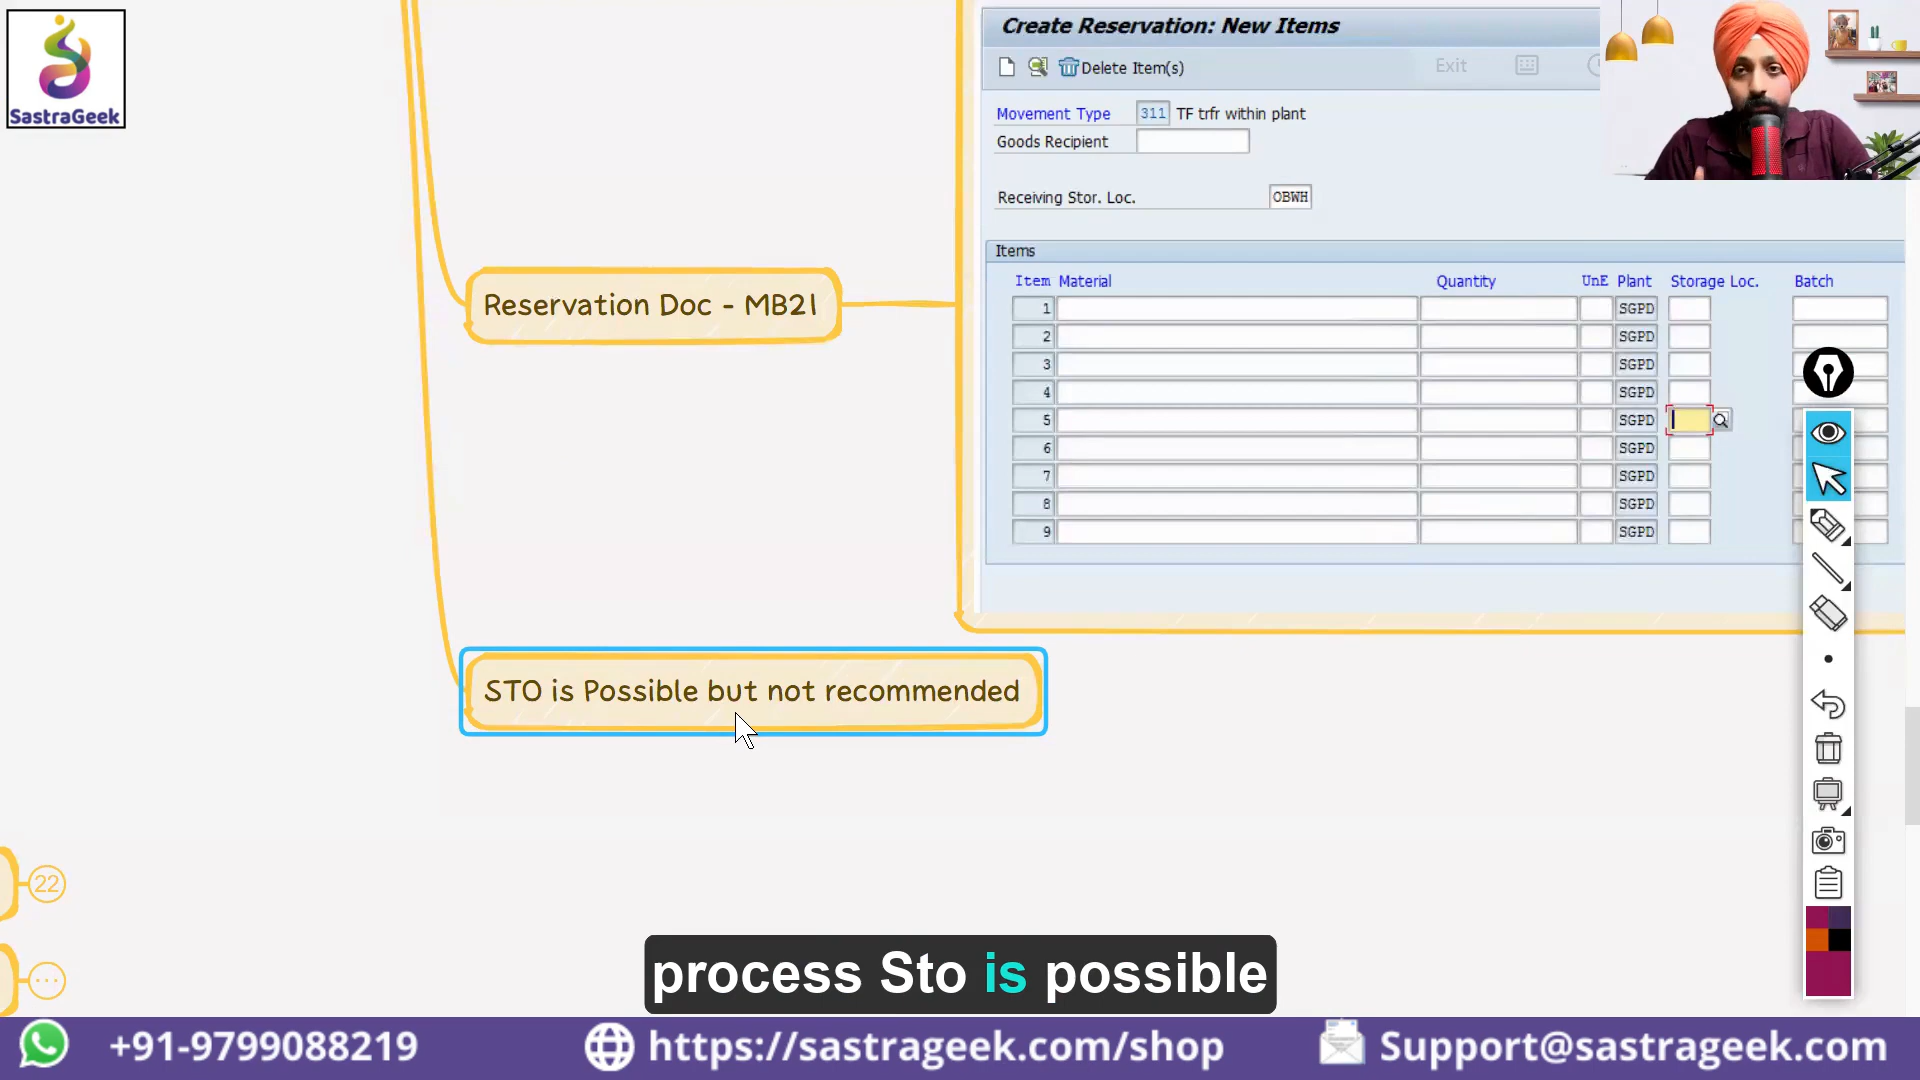 SastraGeek
Create Reservation: New Items
Delete Item(s)
Exit
Movement Type 311 TF trfr within plant
Goods Recipient
Receiving Stor. Loc. OBWH
Items
Item Material Quantity UnE Plant Storage Loc. Batch
1 SGPD
2 SGPD
3 SGPD
4 SGPD
5 SGPD
6 SGPD
7 SGPD
8 SGPD
9 SGPD
Reservation Doc - MB21
STO is Possible but not recommended
22
process Sto is possible
+91-9799088219
https://sastrageek.com/shop
Support@sastrageek.com